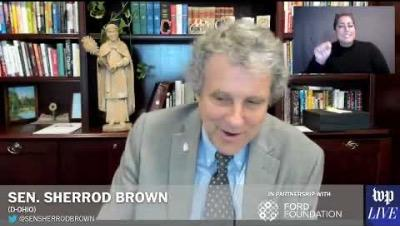 SEN. SHERROD BROWN
(D-OHIO)
@SENSHERRODBROWN
IN PARTNERSHIP WITH
FORD
FOUNDATION
wp
LIVE